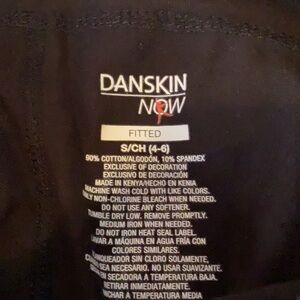 DANSKIN
NOW
FITTED
S/CH (4-6)
90% COTTON/ALGODÓN, 10% SPANDEX
EXCLUSIVE OF DECORATION
EXCLUSIVO DE DECORACIÓN
MADE IN KENYA/HECHO EN KENIA
MACHINE WASH COLD WITH LIKE COLORS.
ONLY NON-CHLORINE BLEACH WHEN NEEDED.
DO NOT USE ANY SOFTENER.
TUMBLE DRY LOW. REMOVE PROMPTLY.
MEDIUM IRON WHEN NEEDED.
DO NOT IRON HEAT SEAL LABEL.
LAVAR A MÁQUINA EN AGUA FRÍA CON
COLORES SIMILARES.
BLANQUEADOR SIN CLORO SOLAMENTE,
SEA NECESARIO. NO USAR SUAVIZANTE.
EN SECADORA A TEMPERATURA BAJA.
RETIRAR INMEDIATAMENTE.
PLANCHAR A TEMPERATURA MEDIA